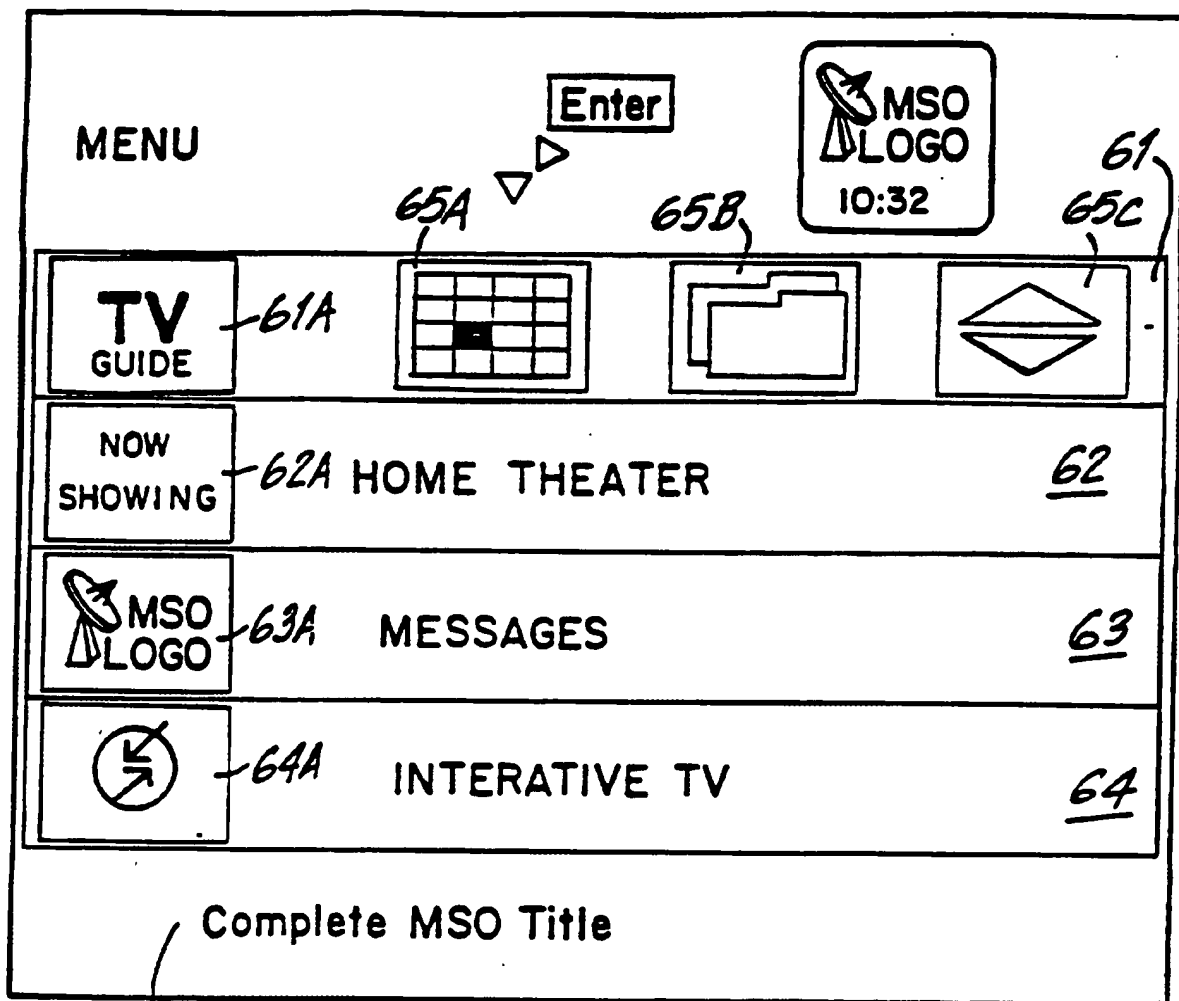 Enter
MSO
LOGO
10:32
MENU
61
65A
65B
65C
TV
GUIDE
61A
NOW
SHOWING
62A
HOME THEATER
62
MSO
LOGO
63A
MESSAGES
63
64A
INTERATIVE TV
64
Complete MSO Title